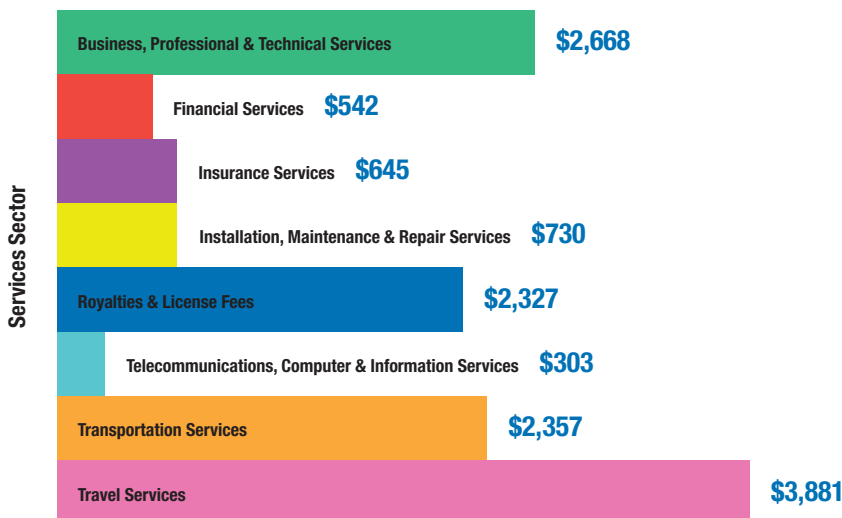 Services Sector
Business, Professional & Technical Services $2,668
Financial Services $542
Insurance Services $645
Installation, Maintenance & Repair Services $730
Royalties & License Fees $2,327
Telecommunications, Computer & Information Services $303
Transportation Services $2,357
Travel Services $3,881